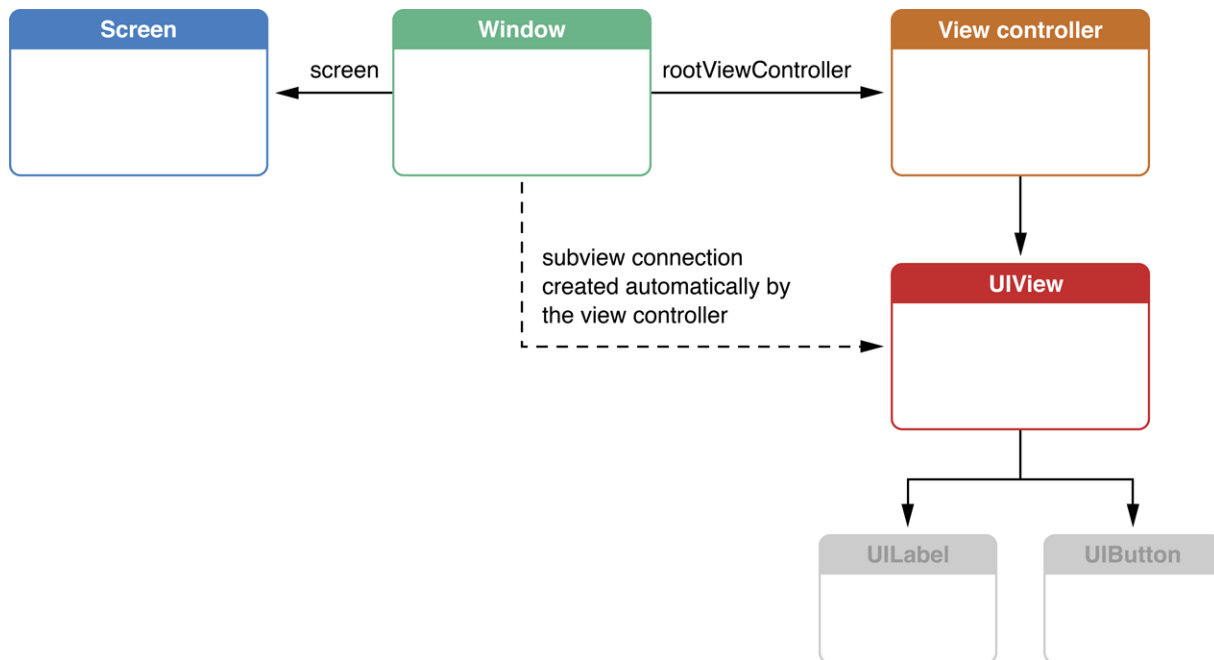 Screen
Window
View controller
screen
rootViewController
subview connection
created automatically by
the view controller
UIView
UILabel
UIButton